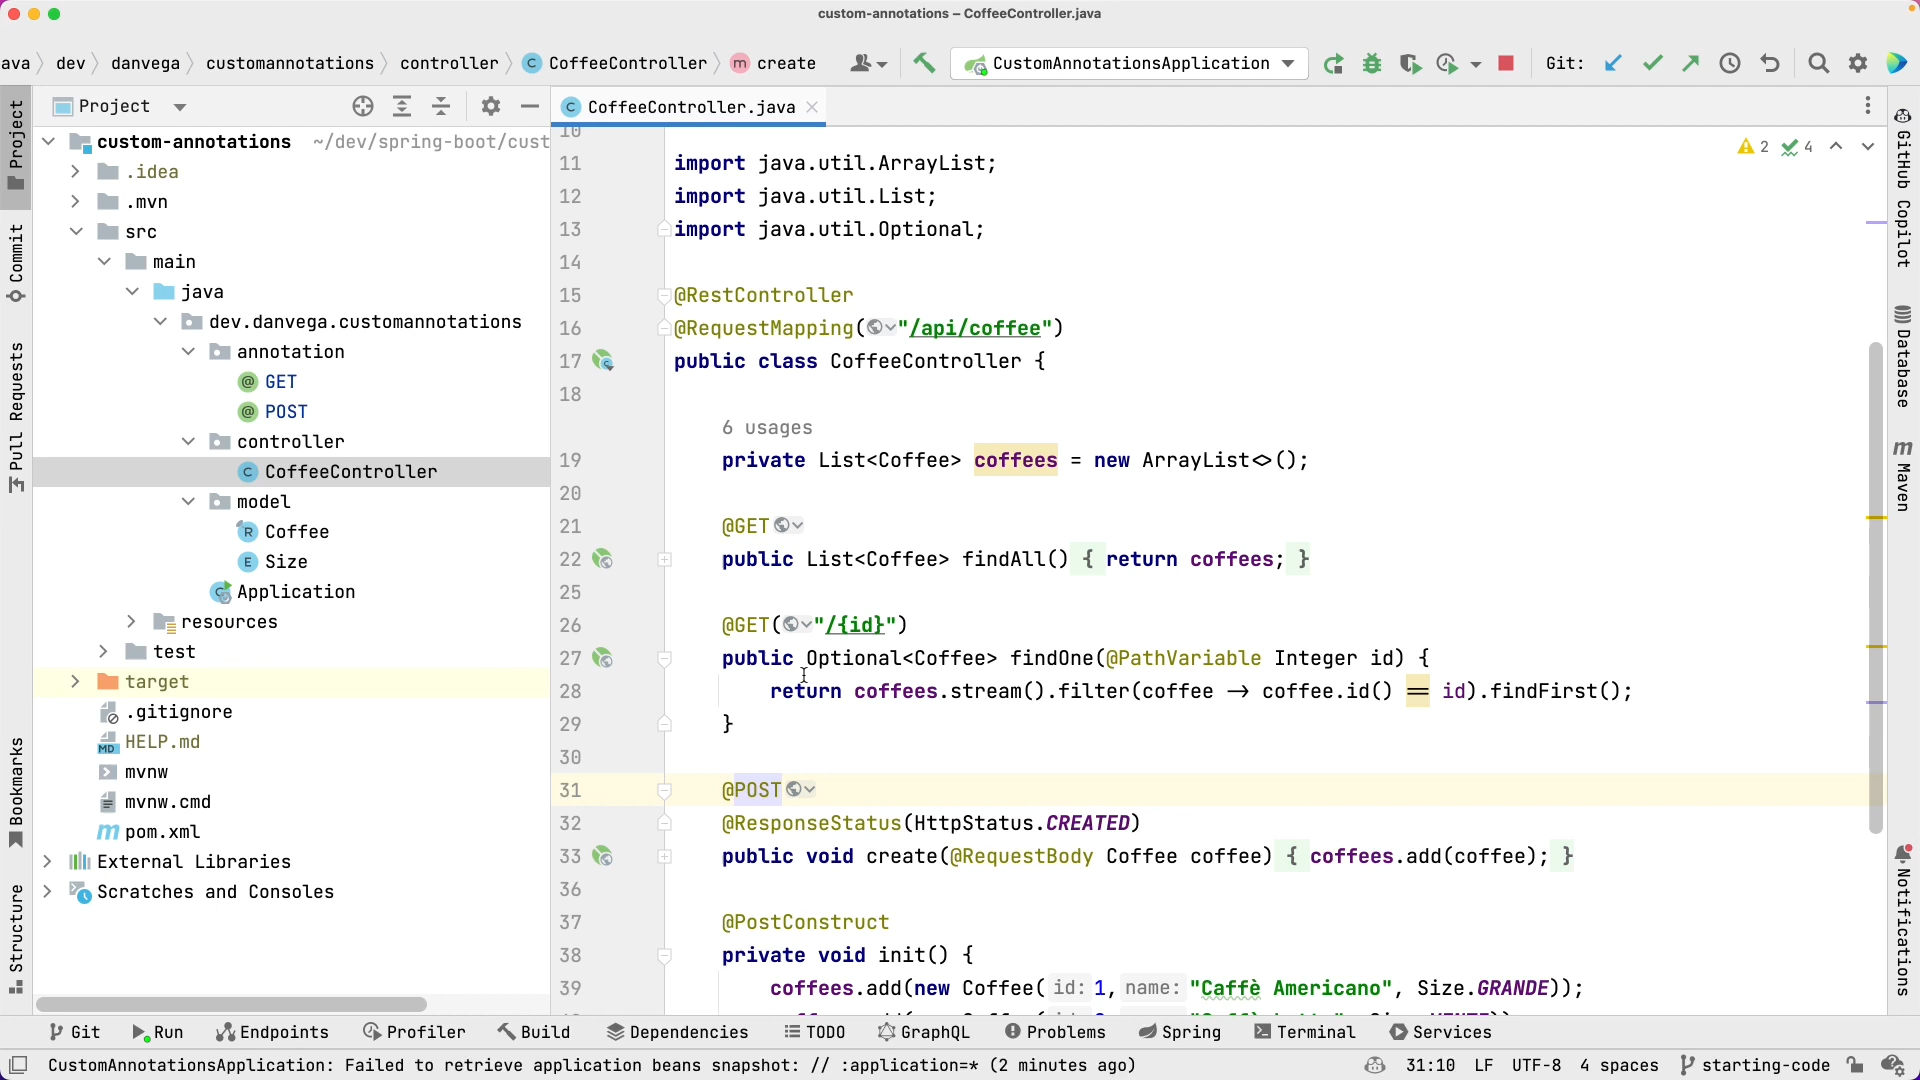 custom-annotations – CoffeeController.java
ava dev danvega customannotations controller CoffeeController create CustomAnnotationsApplication Git:
Project
CoffeeController.java
custom-annotations ~/dev/spring-boot/cust
.idea
.mvn
src
main
java
dev.danvega.customannotations
annotation
GET
POST
controller
CoffeeController
model
Coffee
Size
Application
resources
test
target
.gitignore
HELP.md
mvnw
mvnw.cmd
pom.xml
External Libraries
Scratches and Consoles
Project
Commit
Pull Requests
Bookmarks
Structure
2 4
10
11 import java.util.ArrayList;
12 import java.util.List;
13 import java.util.Optional;
14
15 @RestController
16 @RequestMapping("/api/coffee")
17 public class CoffeeController {
18
6 usages
19 private List<Coffee> coffees = new ArrayList<>();
20
21 @GET
22 public List<Coffee> findAll() { return coffees; }
25
26 @GET("/{id}")
27 public Optional<Coffee> findOne(@PathVariable Integer id) {
28 return coffees.stream().filter(coffee -> coffee.id() == id).findFirst();
29 }
30
31 @POST
32 @ResponseStatus(HttpStatus.CREATED)
33 public void create(@RequestBody Coffee coffee) { coffees.add(coffee); }
36
37 @PostConstruct
38 private void init() {
39 coffees.add(new Coffee( id: 1, name: "Caffè Americano", Size.GRANDE));
GitHub Copilot
Database
Maven
Notifications
Git Run Endpoints Profiler Build Dependencies TODO GraphQL Problems Spring Terminal Services
CustomAnnotationsApplication: Failed to retrieve application beans snapshot: // :application=* (2 minutes ago) 31:10 LF UTF-8 4 spaces starting-code